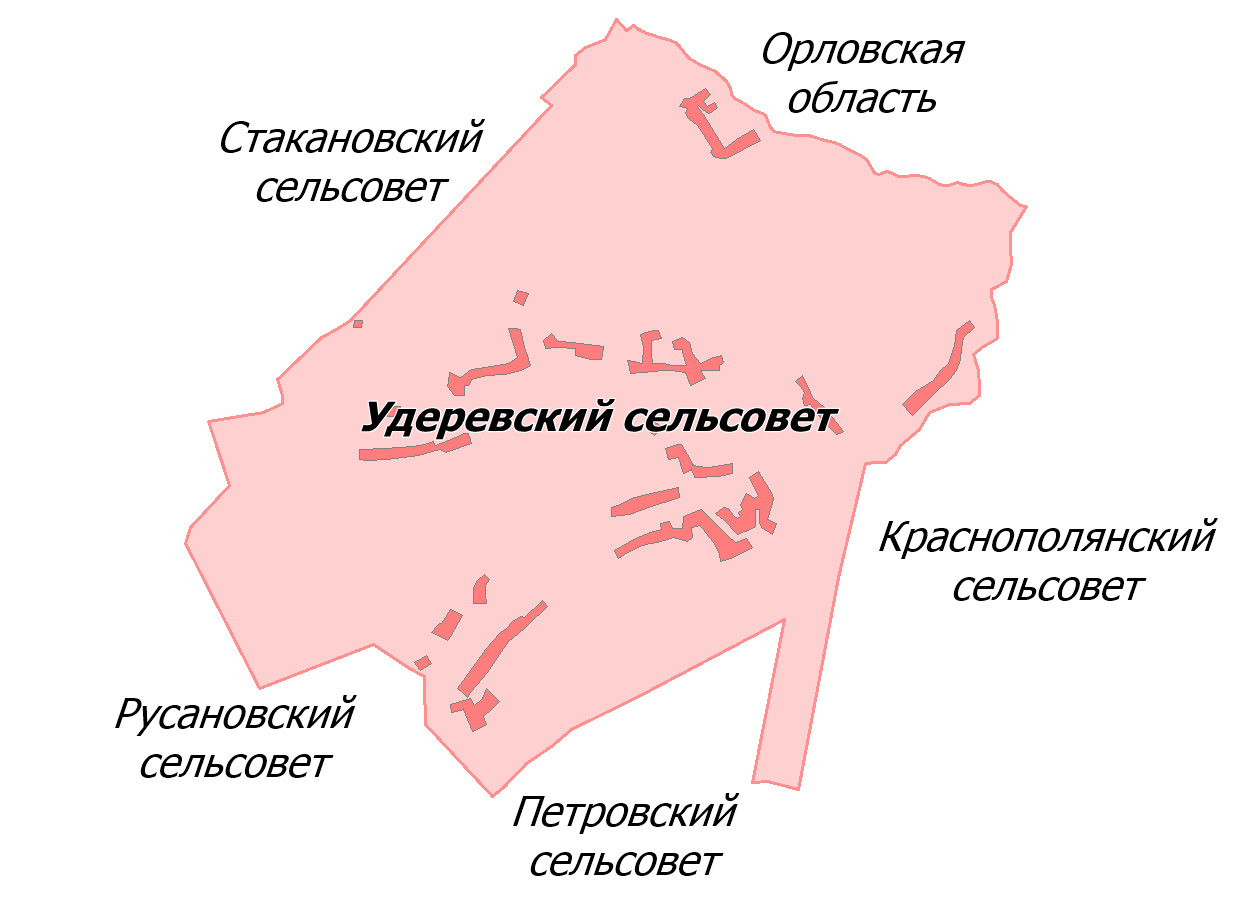 Орловская
область
Стакановский
сельсовет
Удеревский сельсовет
Краснополянский
сельсовет
Русановский
сельсовет
Петровский
сельсовет